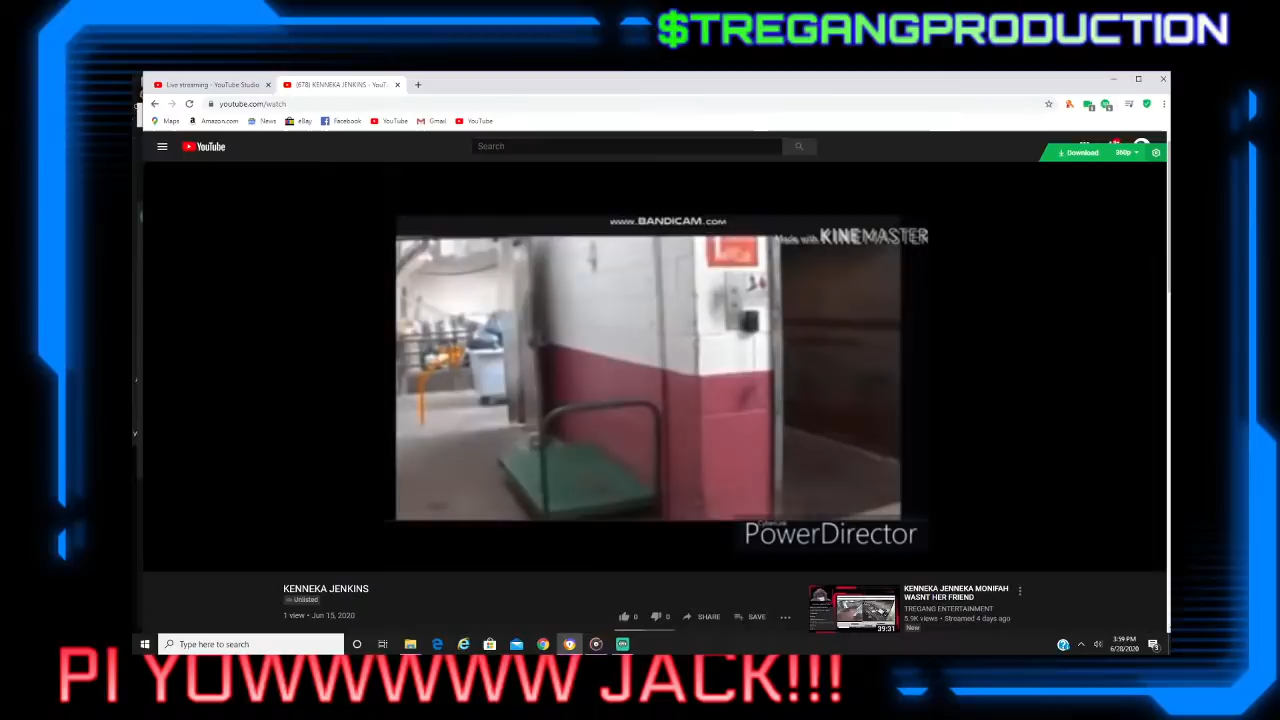 $TREGANGPRODUCTION
Live streaming - YouTube Studio
(678) KENNEKA JENKINS - YouT
youtube.com/watch
Maps
Amazon.com
News
eBay
Facebook
YouTube
Gmail
YouTube
YouTube
Search
Download
360p
www.BANDICAM.COM
Made with KINEMASTER
CyberLink
PowerDirector
KENNEKA JENKINS
Unlisted
1 view • Jun 15, 2020
0
0
SHARE
SAVE
KENNEKA JENNEKA MONIFAH
WASNT HER FRIEND
TREGANG ENTERTAINMENT
5.9K views • Streamed 4 days ago
New
39:31
Type here to search
3:59 PM
6/28/2020
PI YOWWWWW JACK!!!